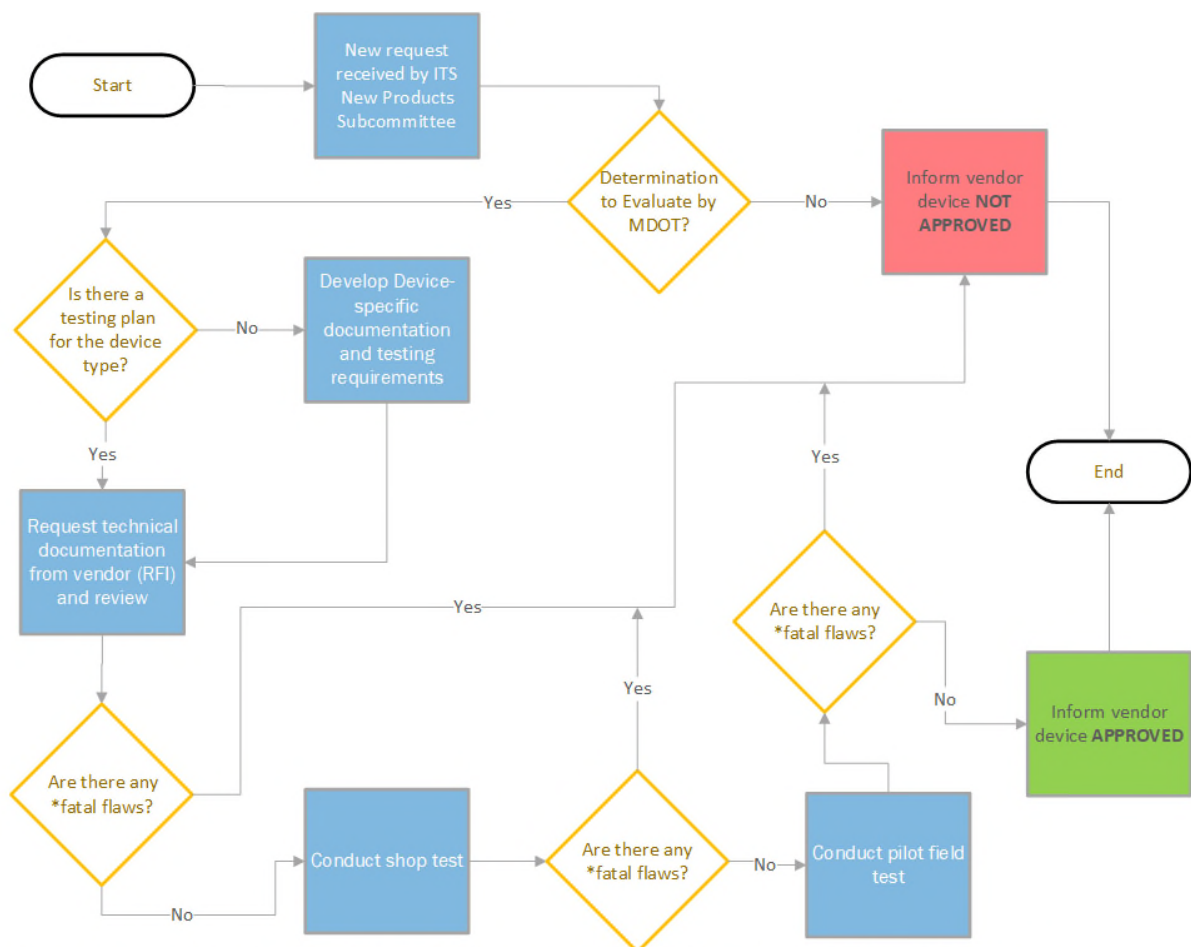 Start
New request
received by ITS
New Products
Subcommittee
Determination
to Evaluate by
MDOT?
Yes
No
Inform vendor
device NOT
APPROVED
Is there a
testing plan
for the device
type?
No
Develop Device-
specific
documentation
and testing
requirements
Yes
Request technical
documentation
from vendor (RFI)
and review
Are there any
*fatal flaws?
Yes
No
Conduct shop test
Are there any
*fatal flaws?
Yes
No
Conduct pilot field
test
Are there any
*fatal flaws?
Yes
No
Inform vendor
device APPROVED
End